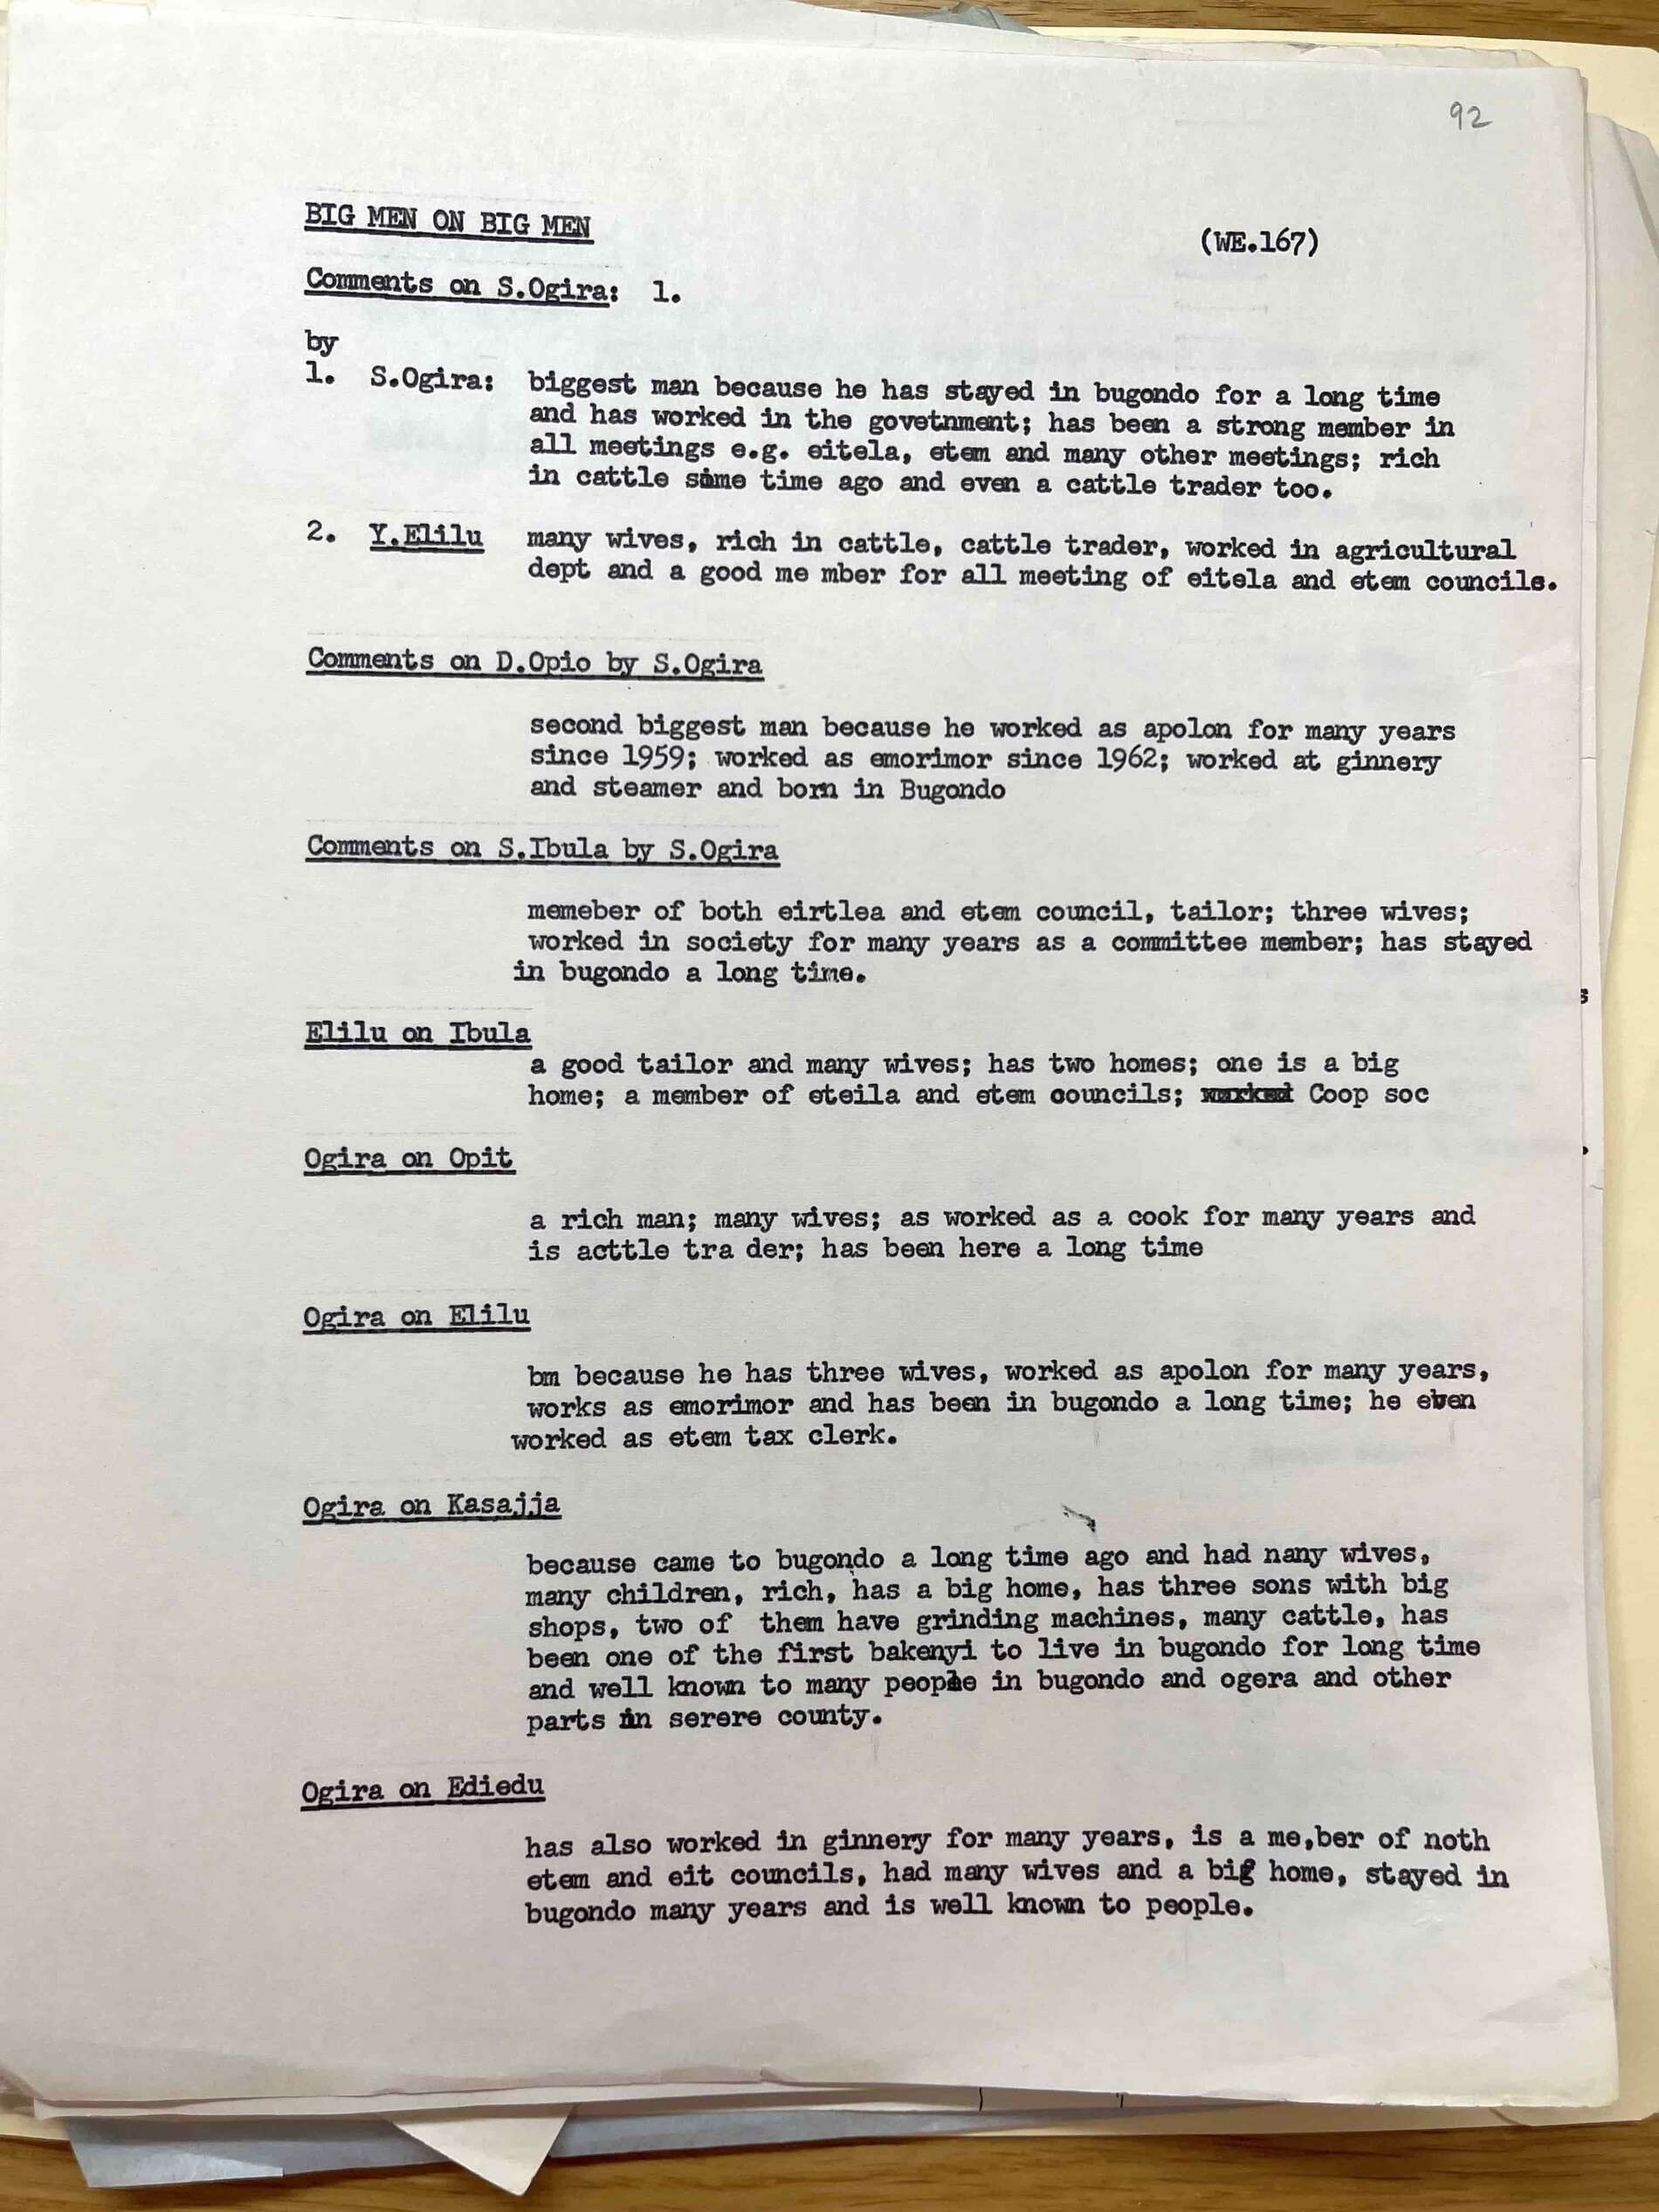 92
BIG MEN ON BIG MEN
(WE.167)
Comments on S.Ogira: 1.
by
1. S.Ogira: biggest man because he has stayed in bugondo for a long time
and has worked in the govetnment; has been a strong member in
all meetings e.g. eitela, etem and many other meetings; rich
in cattle some time ago and even a cattle trader too.
2. Y.Elilu many wives, rich in cattle, cattle trader, worked in agricultural
dept and a good me mber for all meeting of eitela and etem councils.
Comments on D.Opio by S.Ogira
second biggest man because he worked as apolon for many years
since 1959; worked as emorimor since 1962; worked at ginnery
and steamer and born in Bugondo
Comments on S.Ibula by S.Ogira
memeber of both eirtlea and etem council, tailor; three wives;
worked in society for many years as a committee member; has stayed
in bugondo a long time.
Elilu on Ibula
a good tailor and many wives; has two homes; one is a big
home; a member of eteila and etem councils; worked Coop soc
Ogira on Opit
a rich man; many wives; as worked as a cook for many years and
is acttle tra der; has been here a long time
Ogira on Elilu
bm because he has three wives, worked as apolon for many years,
works as emorimor and has been in bugondo a long time; he even
worked as etem tax clerk.
Ogira on Kasajja
because came to bugondo a long time ago and had nany wives,
many children, rich, has a big home, has three sons with big
shops, two of them have grinding machines, many cattle, has
been one of the first bakenyi to live in bugondo for long time
and well known to many people in bugondo and ogera and other
parts in serere county.
Ogira on Ediedu
has also worked in ginnery for many years, is a me,ber of noth
etem and eit councils, had many wives and a big home, stayed in
bugondo many years and is well known to people.